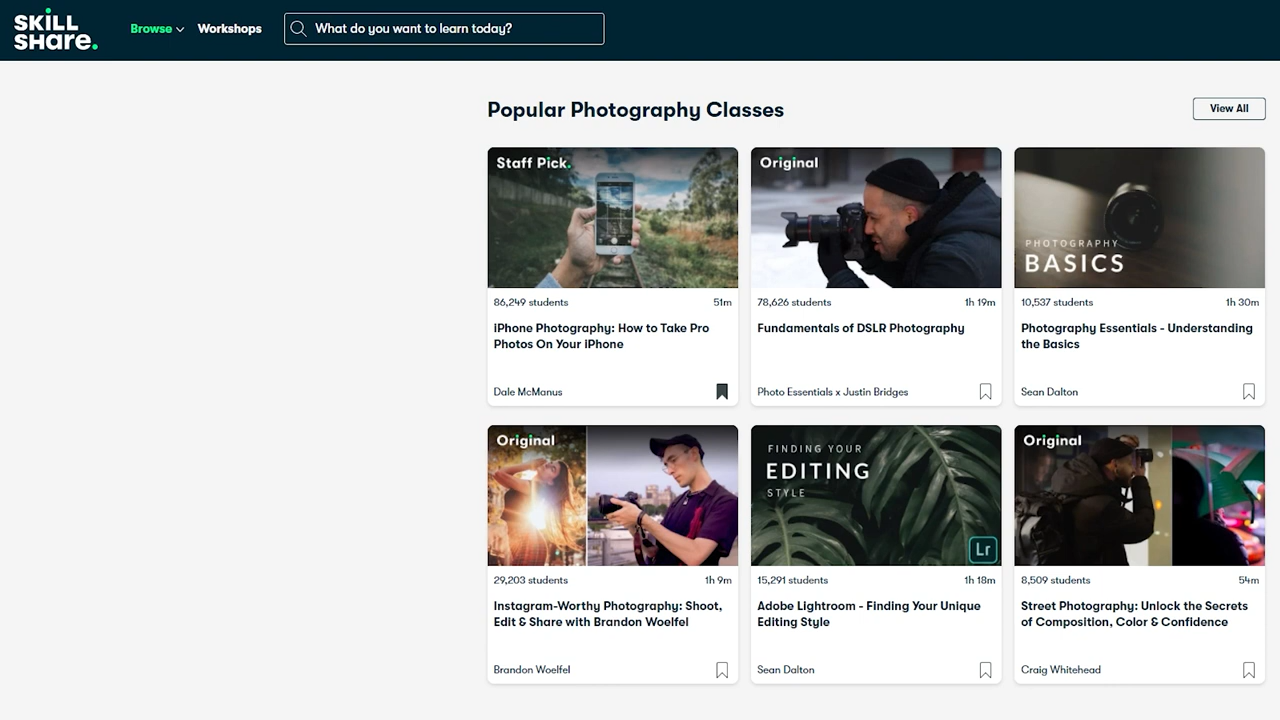 SKILL
SHARE.
Browse
Workshops
What do you want to learn today?
Popular Photography Classes
View All
Staff Pick.
86,249 students
51m
iPhone Photography: How to Take Pro
Photos On Your iPhone
Dale McManus
Original
78,626 students
1h 19m
Fundamentals of DSLR Photography
Photo Essentials x Justin Bridges
PHOTOGRAPHY
BASICS
10,537 students
1h 30m
Photography Essentials - Understanding
the Basics
Sean Dalton
Original
29,203 students
1h 9m
Instagram-Worthy Photography: Shoot,
Edit & Share with Brandon Woelfel
Brandon Woelfel
FINDING YOUR
EDITING
STYLE
Lr
15,291 students
1h 18m
Adobe Lightroom - Finding Your Unique
Editing Style
Sean Dalton
Original
8,509 students
54m
Street Photography: Unlock the Secrets
of Composition, Color & Confidence
Craig Whitehead